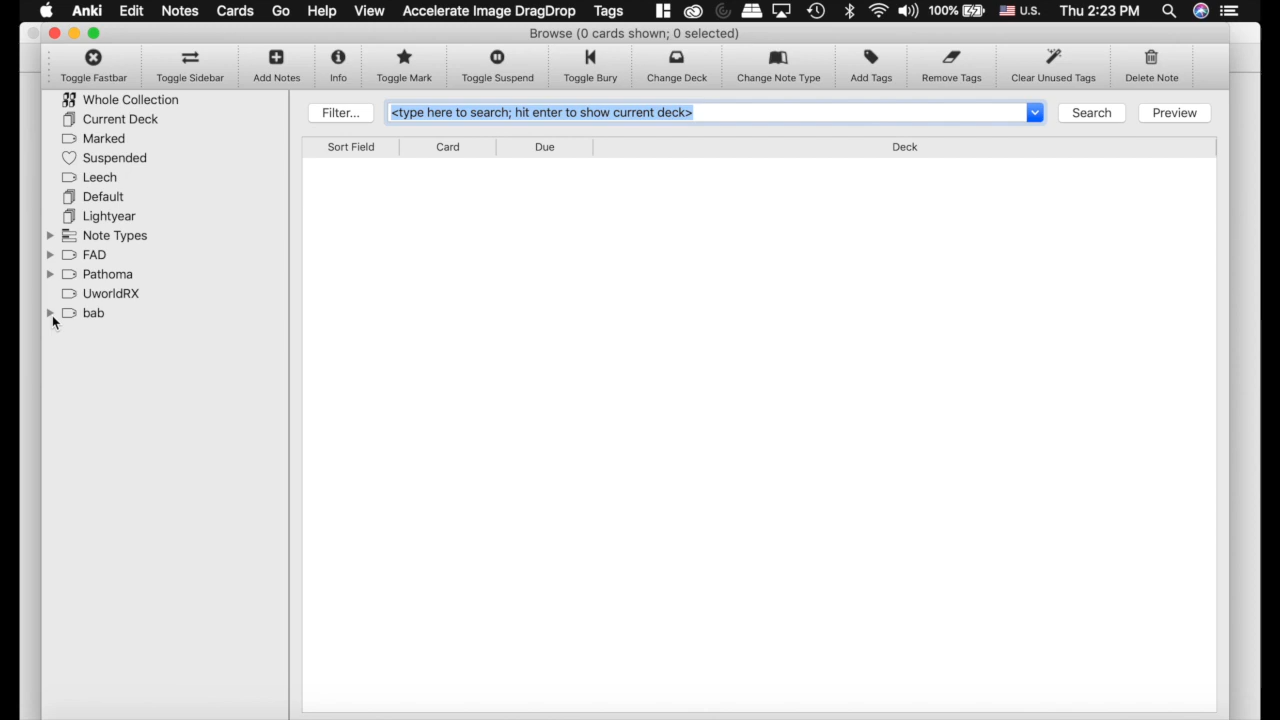 Anki Edit Notes Cards Go Help View Accelerate Image DragDrop Tags 100% U.S. Thu 2:23 PM
Browse (0 cards shown; 0 selected)
Toggle Fastbar Toggle Sidebar Add Notes Info Toggle Mark Toggle Suspend Toggle Bury Change Deck Change Note Type Add Tags Remove Tags Clear Unused Tags Delete Note
Whole Collection
Current Deck
Marked
Suspended
Leech
Default
Lightyear
Note Types
FAD
Pathoma
UworldRX
bab
Filter... <type here to search; hit enter to show current deck> Search Preview
Sort Field Card Due Deck